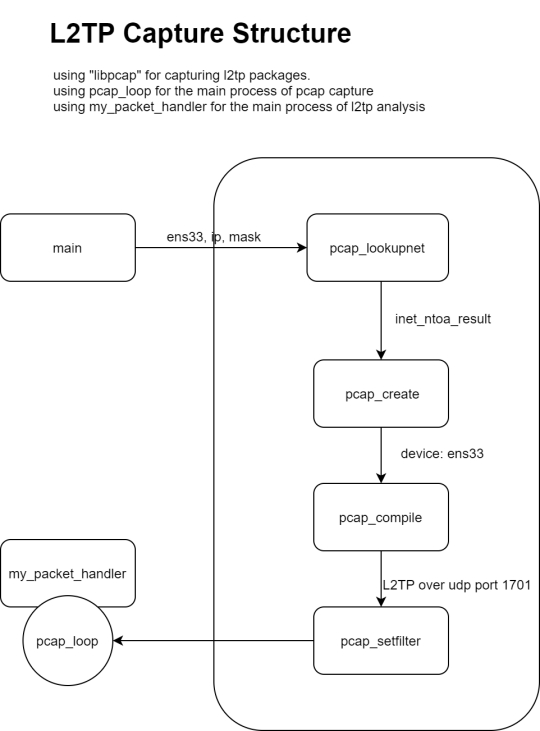 L2TP Capture Structure
using "libpcap" for capturing l2tp packages.
using pcap_loop for the main process of pcap capture
using my_packet_handler for the main process of l2tp analysis
main
ens33, ip, mask
pcap_lookupnet
inet_ntoa_result
pcap_create
device: ens33
pcap_compile
L2TP over udp port 1701
my_packet_handler
pcap_loop
pcap_setfilter